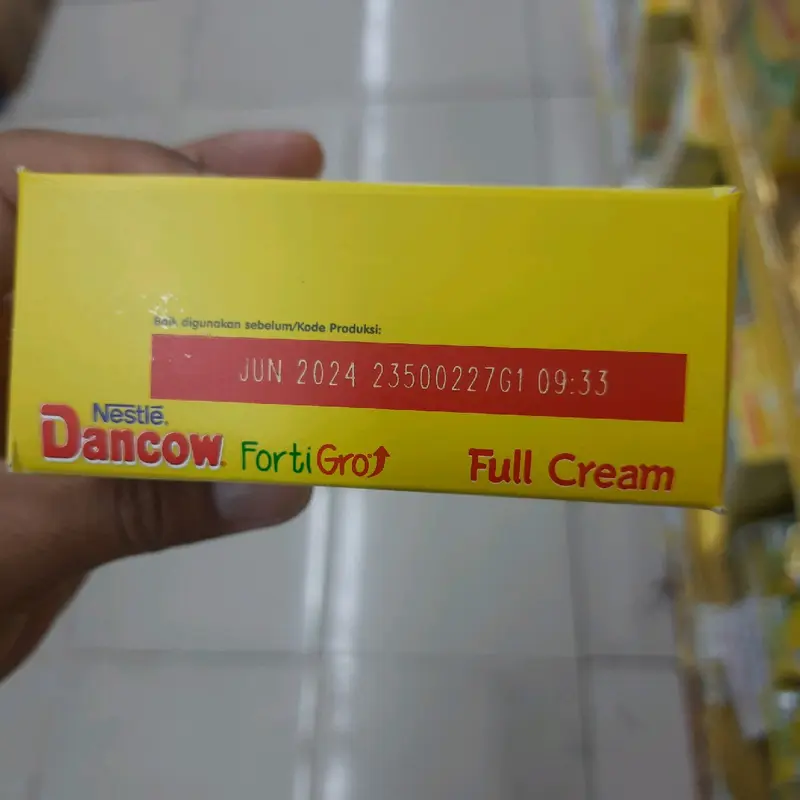 Baik digunakan sebelum/Kode Produksi:
JUN 2024 23500227G1 09:33
Nestlé.
Dancow FortiGro
Full Cream